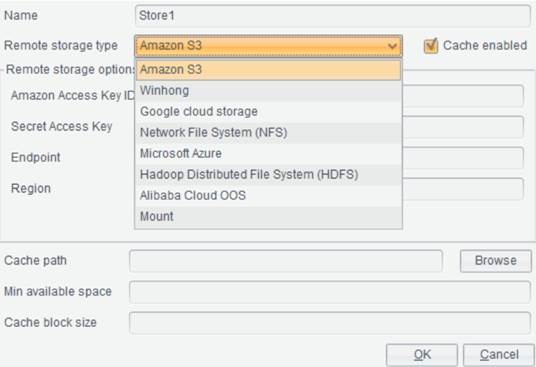 Name Store1
Remote storage type Amazon S3 Cache enabled
Remote storage option
Amazon S3
Amazon Access Key ID
Winhong
Google cloud storage
Secret Access Key
Network File System (NFS)
Endpoint
Microsoft Azure
Hadoop Distributed File System (HDFS)
Region
Alibaba Cloud OOS
Mount
Cache path Browse
Min available space
Cache block size
OK Cancel